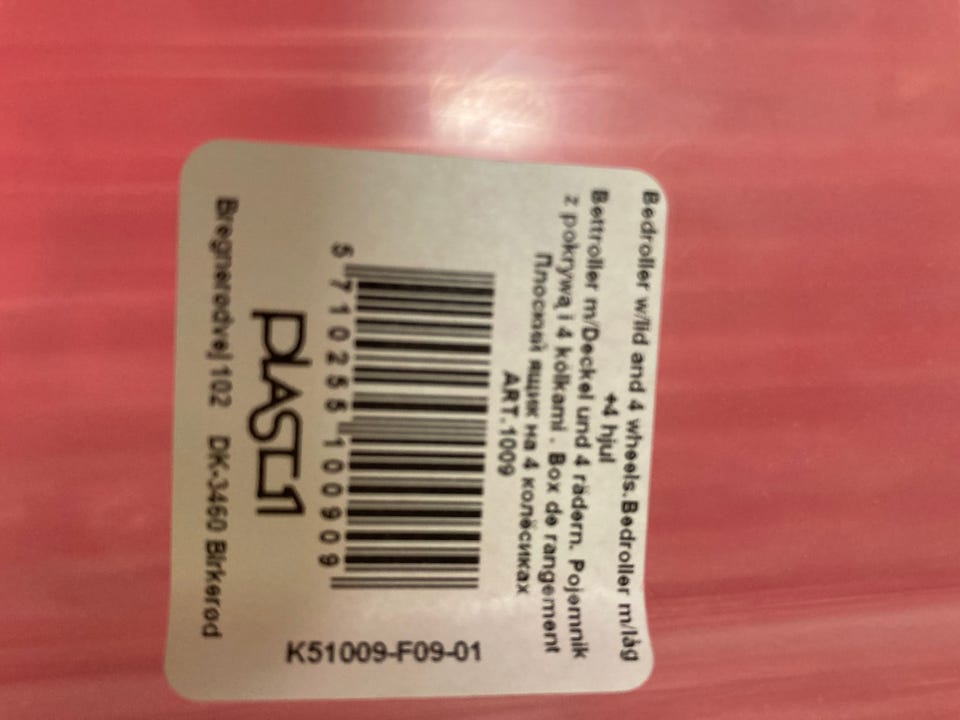 Bedroller w/lid and 4 wheels. Bedroller m/låg
+4 hjul
Bettroller m/Deckel und 4 rädern. Pojemnik
z pokrywą i 4 kolkami . Box de rangement
Плоский ящик на 4 колёсиках
ART.1009
5 710255 100909
K51009-F09-01
PLAST1
Bregnerødvej 102 DK-3460 Birkerød